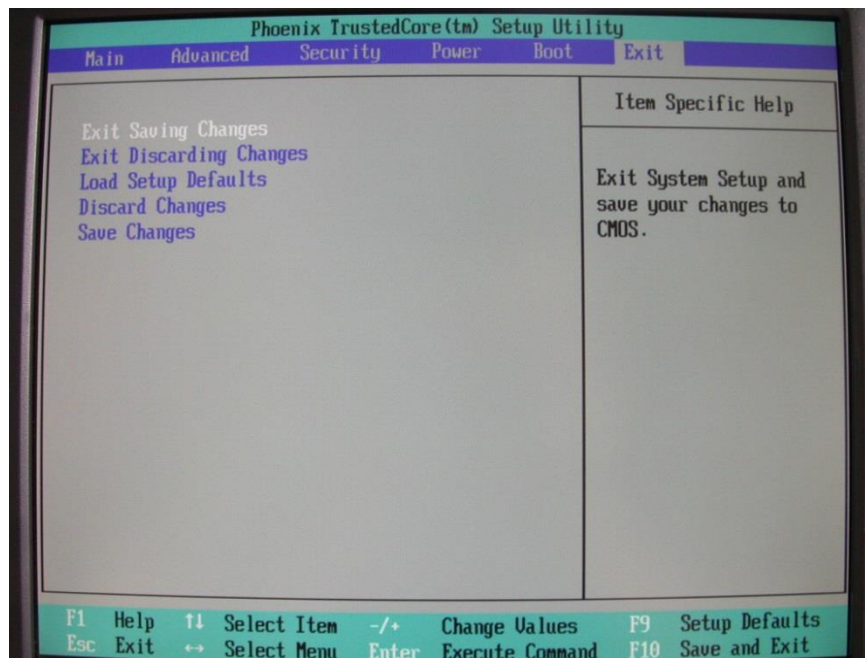 Phoenix TrustedCore(tm) Setup Utility
Main Advanced Security Power Boot Exit
Item Specific Help
Exit Saving Changes
Exit Discarding Changes
Load Setup Defaults
Discard Changes
Save Changes
Exit System Setup and
save your changes to
CMOS.
F1 Help ↑↓ Select Item -/+ Change Values F9 Setup Defaults
Esc Exit ↔ Select Menu Enter Execute Command F10 Save and Exit